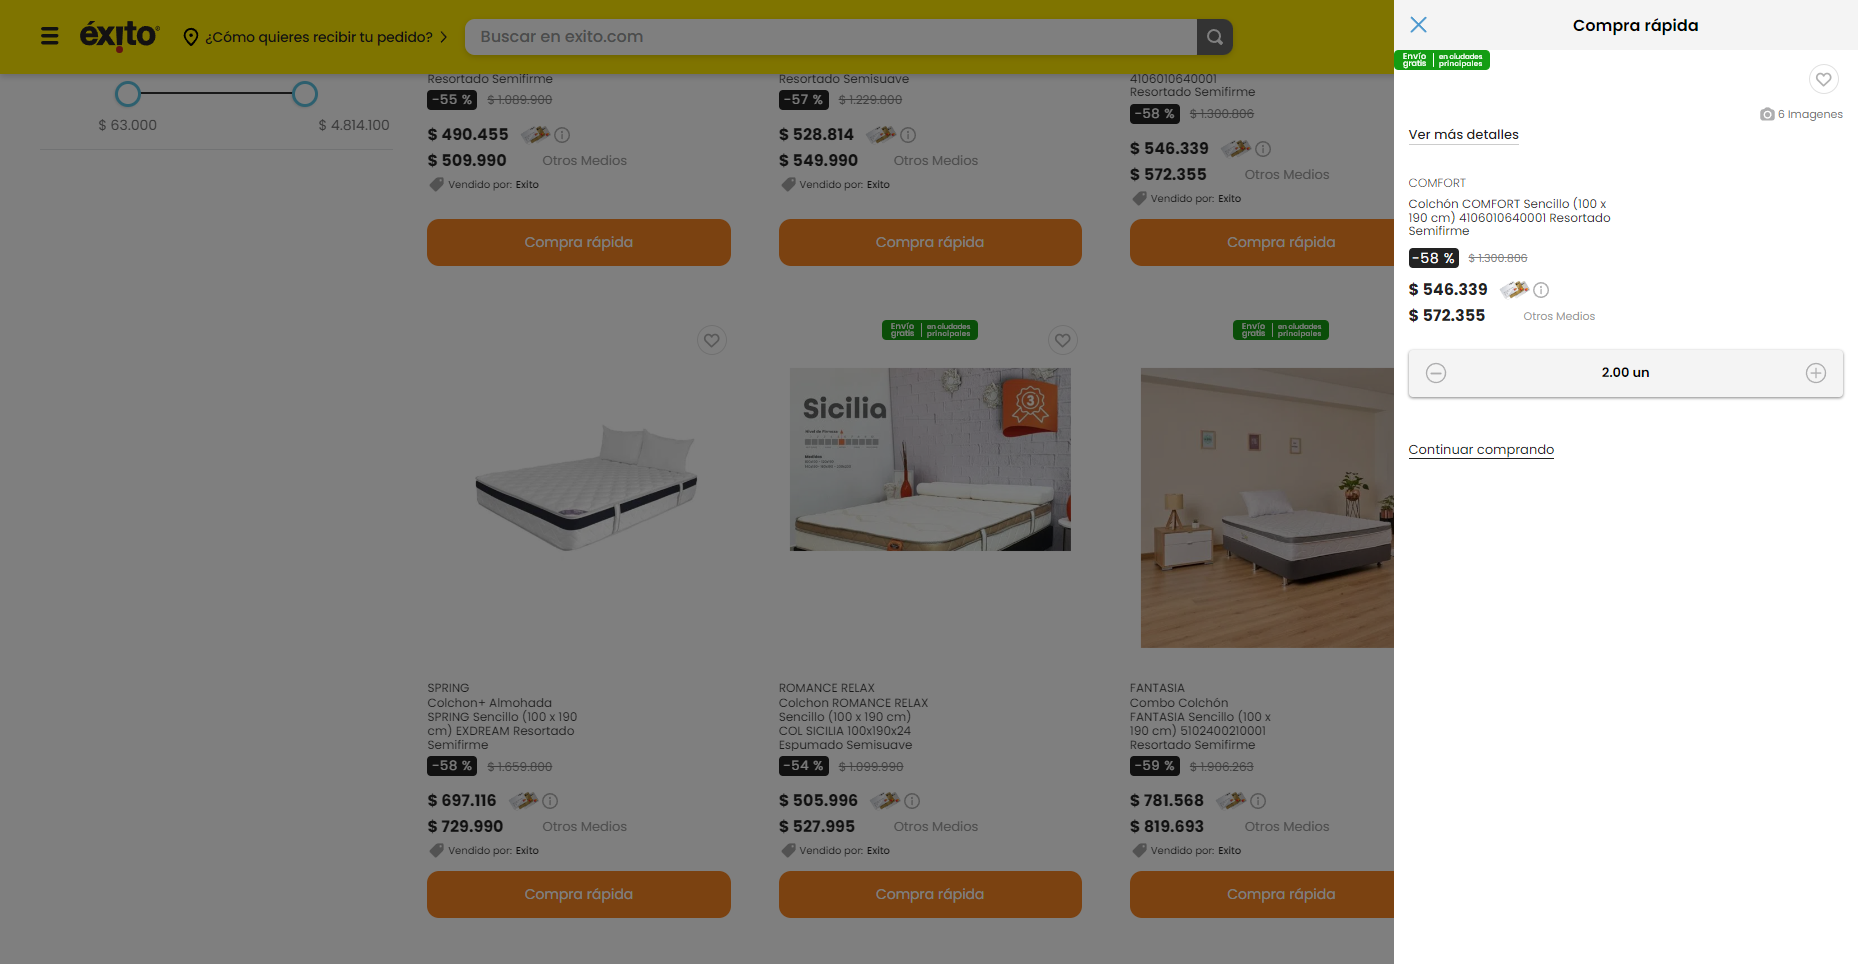 éxito
¿Cómo quieres recibir tu pedido?
Buscar en exito.com
$ 63.000
$ 4.814.100
Resortado Semifirme
-55 % $ 1.089.900
$ 490.455
$ 509.990 Otros Medios
Vendido por: Exito
Compra rápida
Resortado Semisuave
-57 % $ 1.229.800
$ 528.814
$ 549.990 Otros Medios
Vendido por: Exito
Compra rápida
4106010640001
Resortado Semifirme
-58 % $ 1.300.806
$ 546.339
$ 572.355 Otros Medios
Vendido por: Exito
Compra rápida
SPRING
Colchon+ Almohada
SPRING Sencillo (100 x 190
cm) EXDREAM Resortado
Semifirme
-58 % $ 1.659.800
$ 697.116
$ 729.990 Otros Medios
Vendido por: Exito
Compra rápida
Envío gratis en ciudades principales
Sicilia
3
ROMANCE RELAX
Colchon ROMANCE RELAX
Sencillo (100 x 190 cm)
COL SICILIA 100x190x24
Espumado Semisuave
-54 % $ 1.099.990
$ 505.996
$ 527.995 Otros Medios
Vendido por: Exito
Compra rápida
Envío gratis en ciudades principales
FANTASIA
Combo Colchón
FANTASIA Sencillo (100 x
190 cm) 5102400210001
Resortado Semifirme
-59 % $ 1.906.263
$ 781.568
$ 819.693 Otros Medios
Vendido por: Exito
Compra rápida
Compra rápida
Envío gratis en ciudades principales
6 Imagenes
Ver más detalles
COMFORT
Colchón COMFORT Sencillo (100 x
190 cm) 4106010640001 Resortado
Semifirme
-58 % $ 1.300.806
$ 546.339
$ 572.355 Otros Medios
2.00 un
Continuar comprando